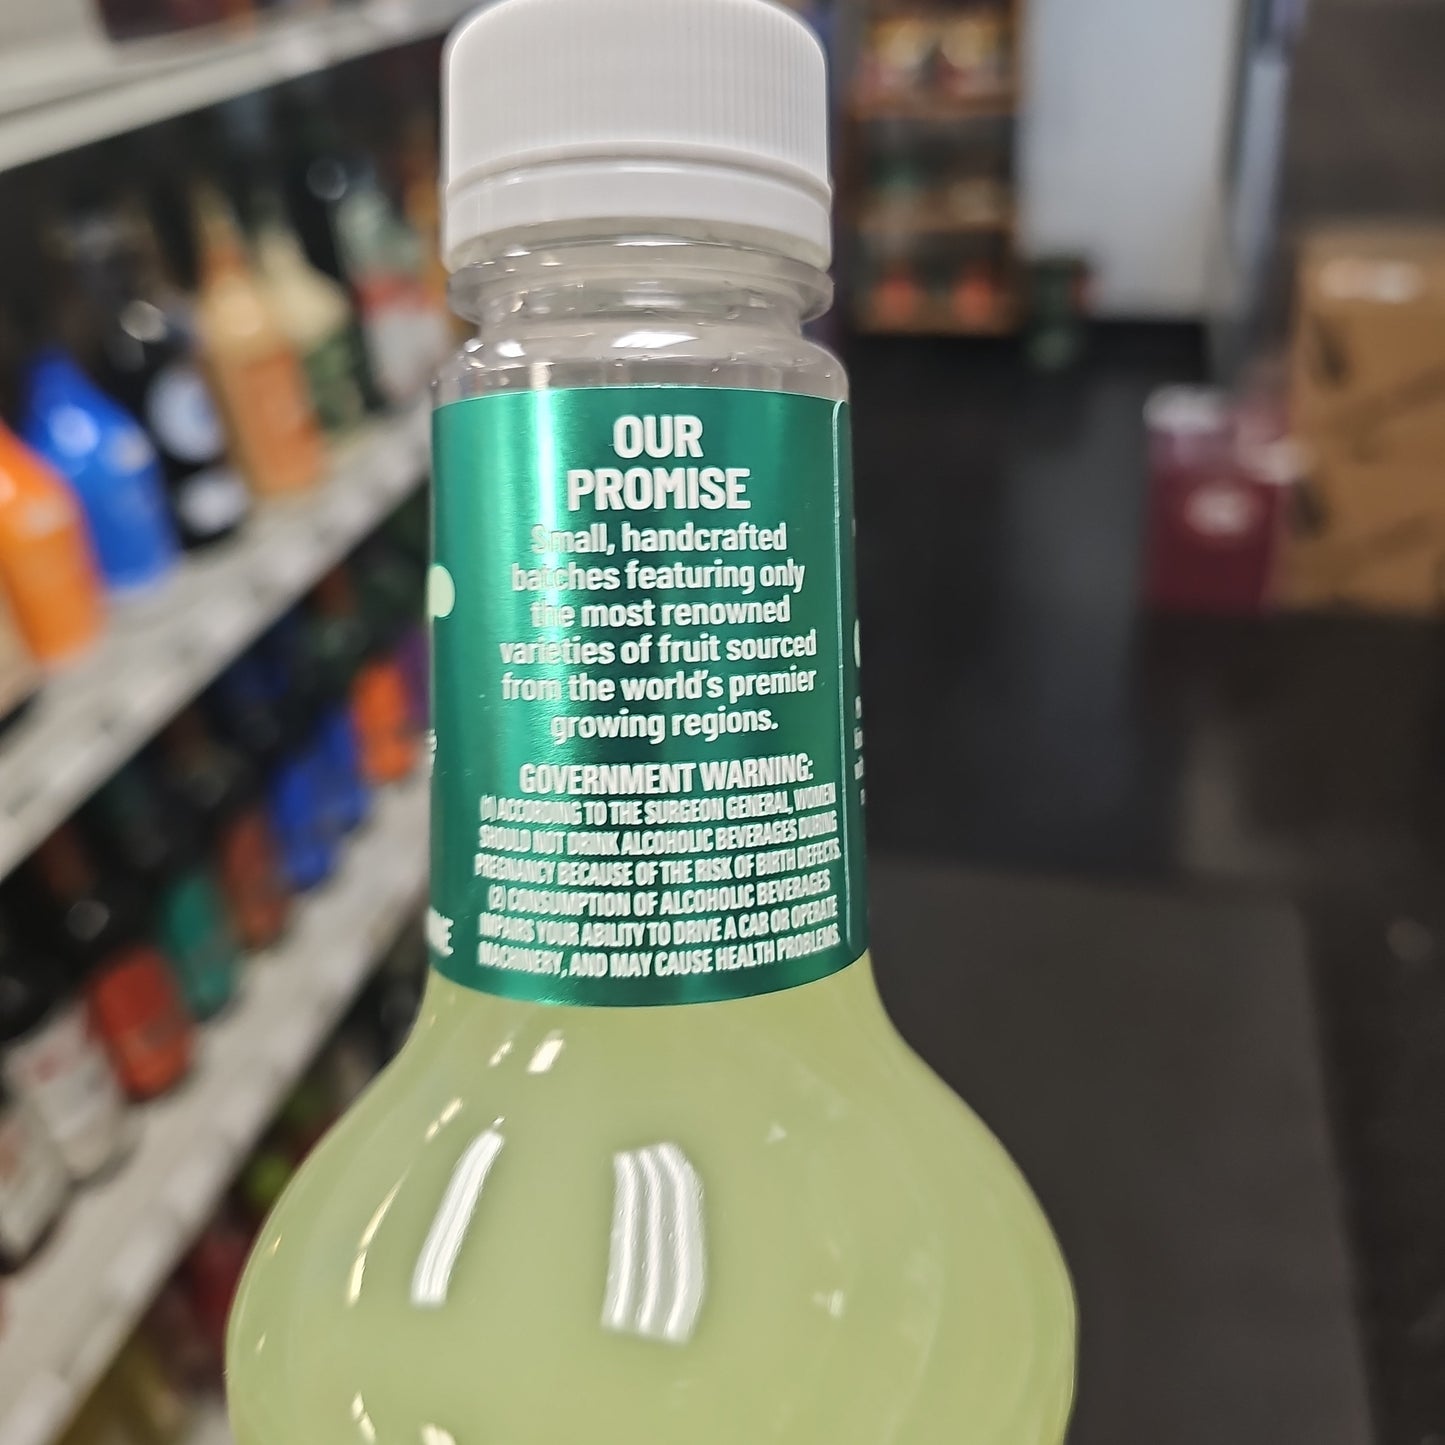 OUR
PROMISE
Small, handcrafted
batches featuring only
the most renowned
varieties of fruit sourced
from the world's premier
growing regions.
GOVERNMENT WARNING:
(1) ACCORDING TO THE SURGEON GENERAL, WOMEN
SHOULD NOT DRINK ALCOHOLIC BEVERAGES DURING
PREGNANCY BECAUSE OF THE RISK OF BIRTH DEFECTS.
(2) CONSUMPTION OF ALCOHOLIC BEVERAGES
IMPAIRS YOUR ABILITY TO DRIVE A CAR OR OPERATE
MACHINERY, AND MAY CAUSE HEALTH PROBLEMS.